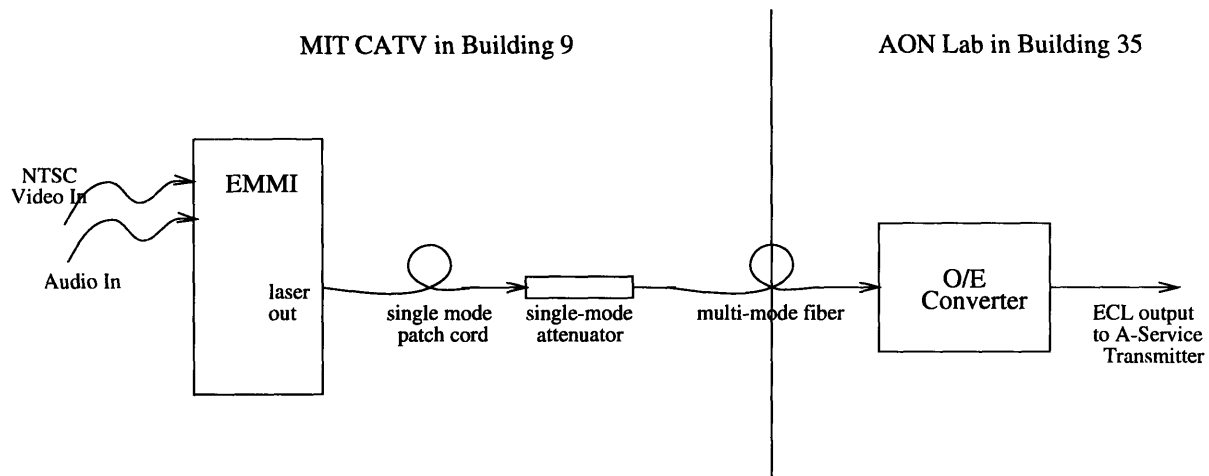 MIT CATV in Building 9
AON Lab in Building 35
NTSC
Video In
Audio In
EMMI
laser
out
single mode
patch cord
single-mode
attenuator
multi-mode fiber
O/E
Converter
ECL output
to A-Service
Transmitter